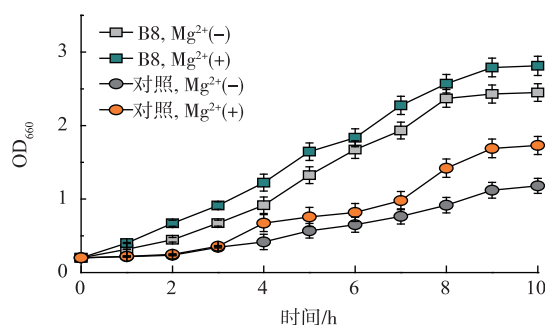 B8, Mg²⁺(-)
B8, Mg²⁺(+)
对照, Mg²⁺(-)
对照, Mg²⁺(+)
3
2
1
0
OD₆₆₀
0 2 4 6 8 10
时间/h